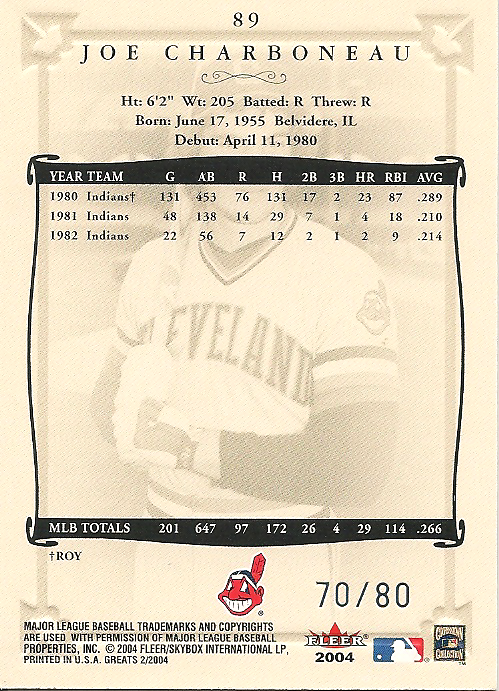 89
JOE CHARBONEAU
Ht: 6'2" Wt: 205 Batted: R Threw: R
Born: June 17, 1955 Belvidere, IL
Debut: April 11, 1980
YEAR TEAM G AB R H 2B 3B HR RBI AVG
1980 Indians† 131 453 76 131 17 2 23 87 .289
1981 Indians 48 138 14 29 7 1 4 18 .210
1982 Indians 22 56 7 12 2 1 2 9 .214
EVELAND
MLB TOTALS 201 647 97 172 26 4 29 114 .266
†ROY
70/80
MAJOR LEAGUE BASEBALL TRADEMARKS AND COPYRIGHTS
ARE USED WITH PERMISSION OF MAJOR LEAGUE BASEBALL
PROPERTIES, INC. © 2004 FLEER/SKYBOX INTERNATIONAL LP,
PRINTED IN U.S.A. GREATS 2/2004
FLEER
2004
COOPERSTOWN
COLLECTION